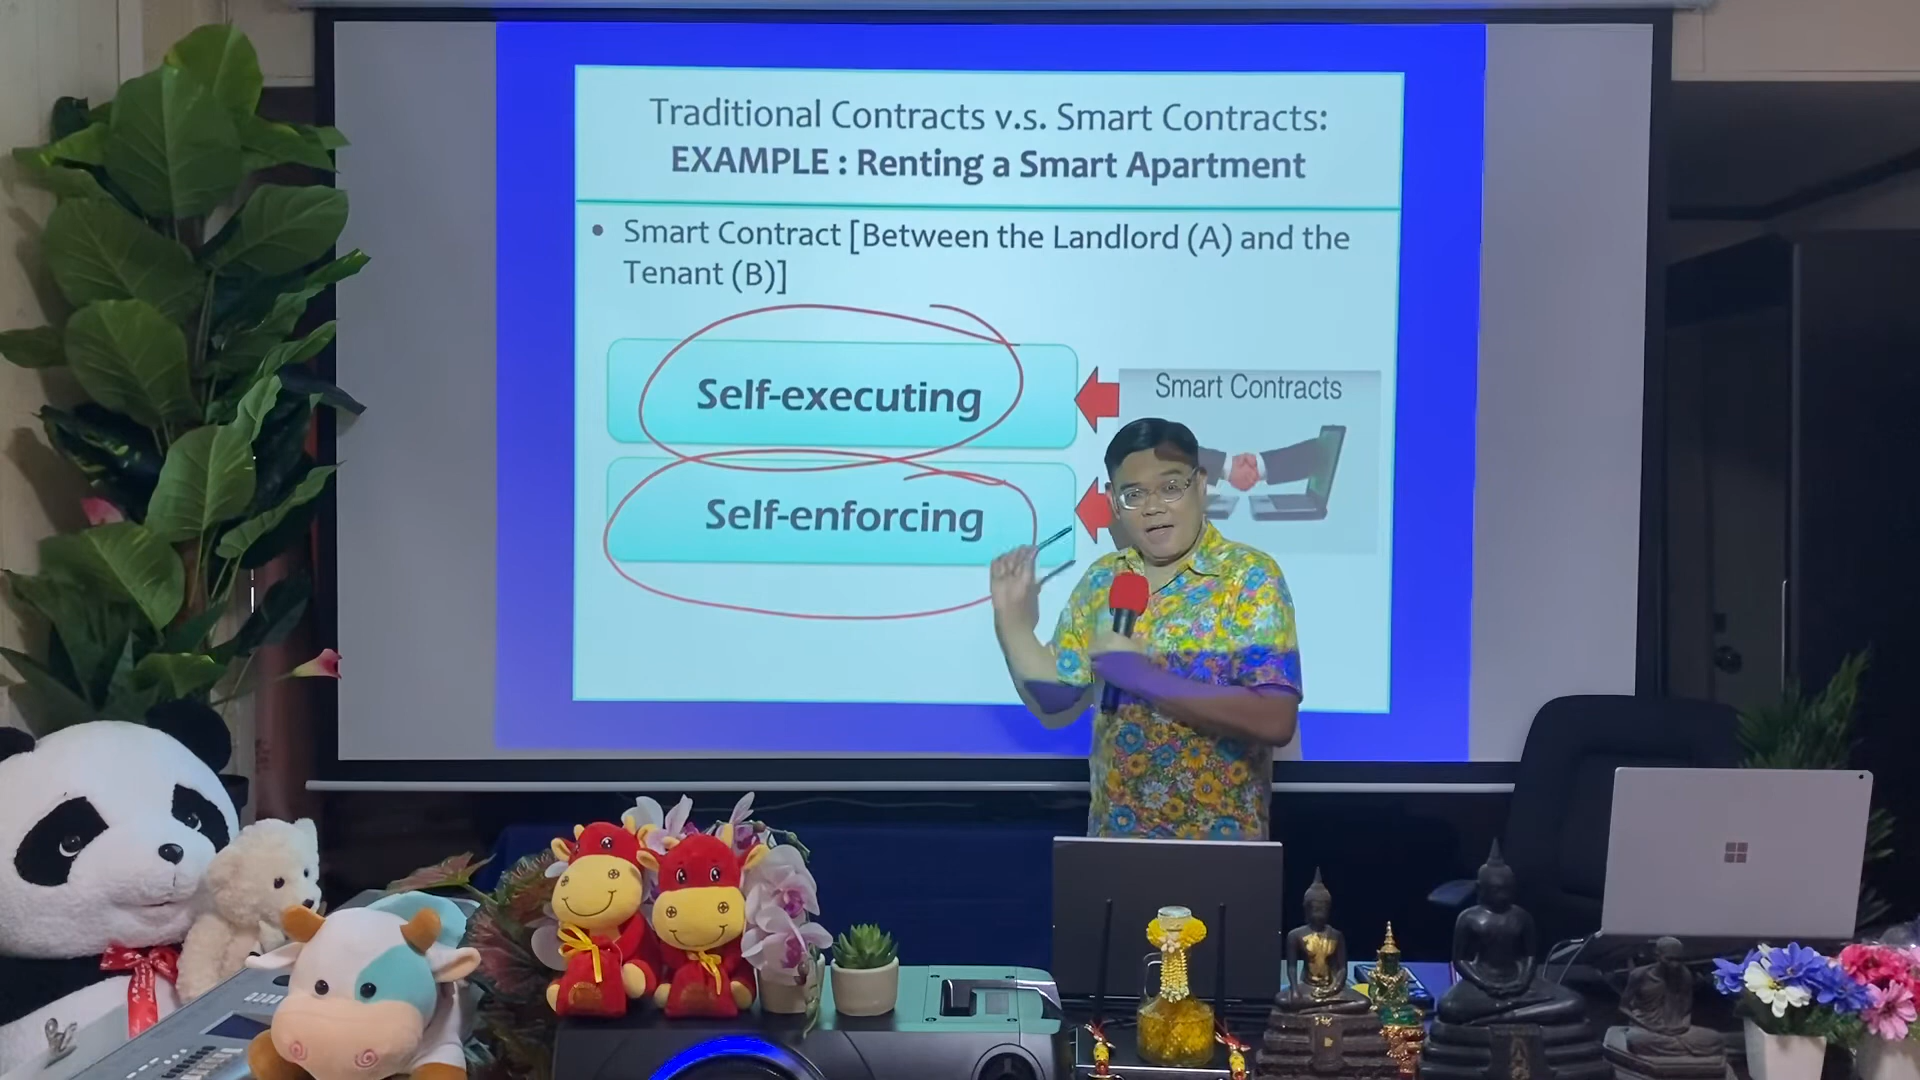 Traditional Contracts v.s. Smart Contracts:
EXAMPLE : Renting a Smart Apartment
• Smart Contract [Between the Landlord (A) and the
Tenant (B)]
Self-executing
Smart Contracts
Self-enforcing